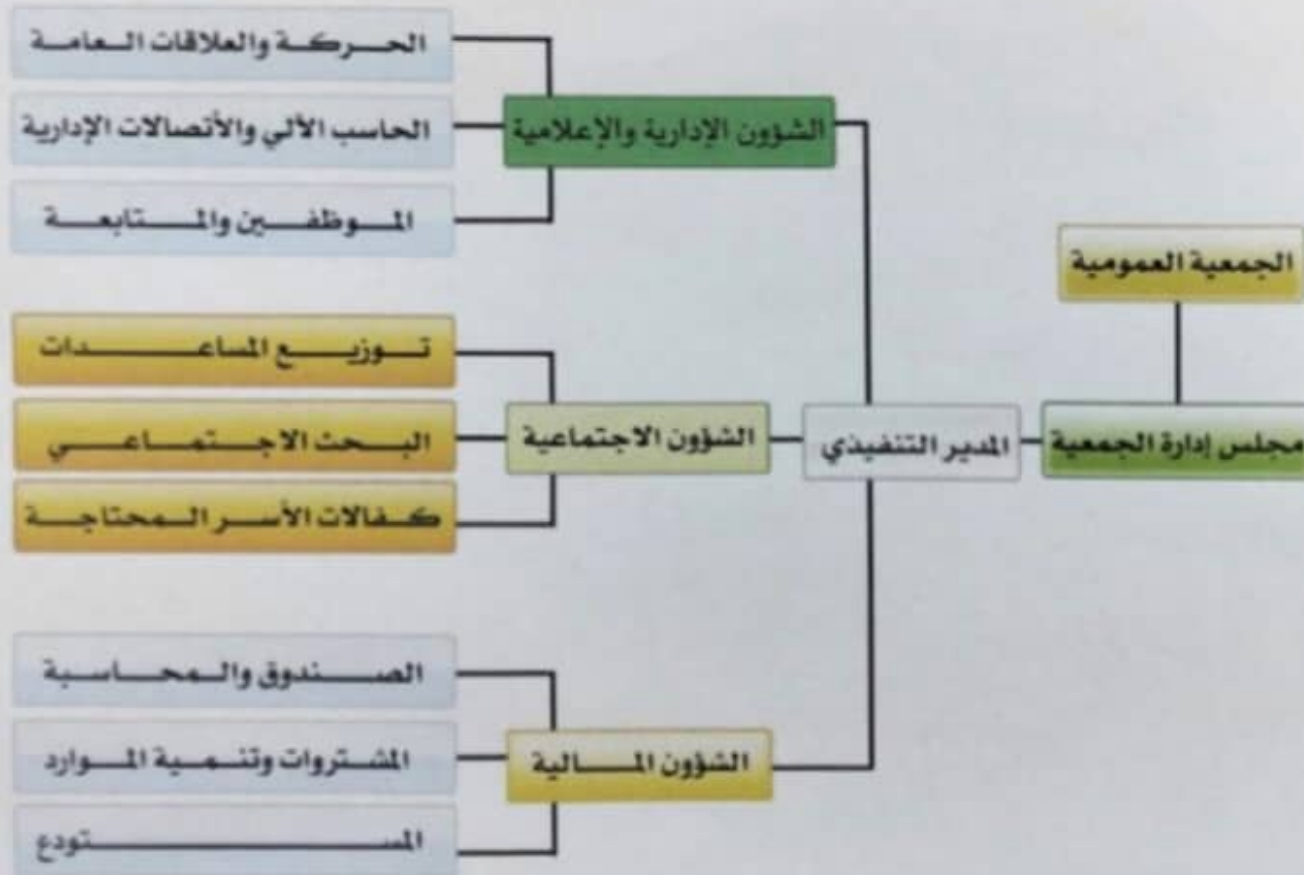 الجمعية العمومية
مجلس إدارة الجمعية
المدير التنفيذي
الشؤون الإدارية والإعلامية
الحركة والعلاقات العامة
الحاسب الألي والأتصالات الإدارية
الموظفين والمتابعة
الشؤون الاجتماعية
توزيع المساعدات
البحث الاجتماعي
كفالات الأسر المحتاجة
الشؤون المالية
الصندوق والمحاسبة
المشتروات وتنمية الموارد
المستودع